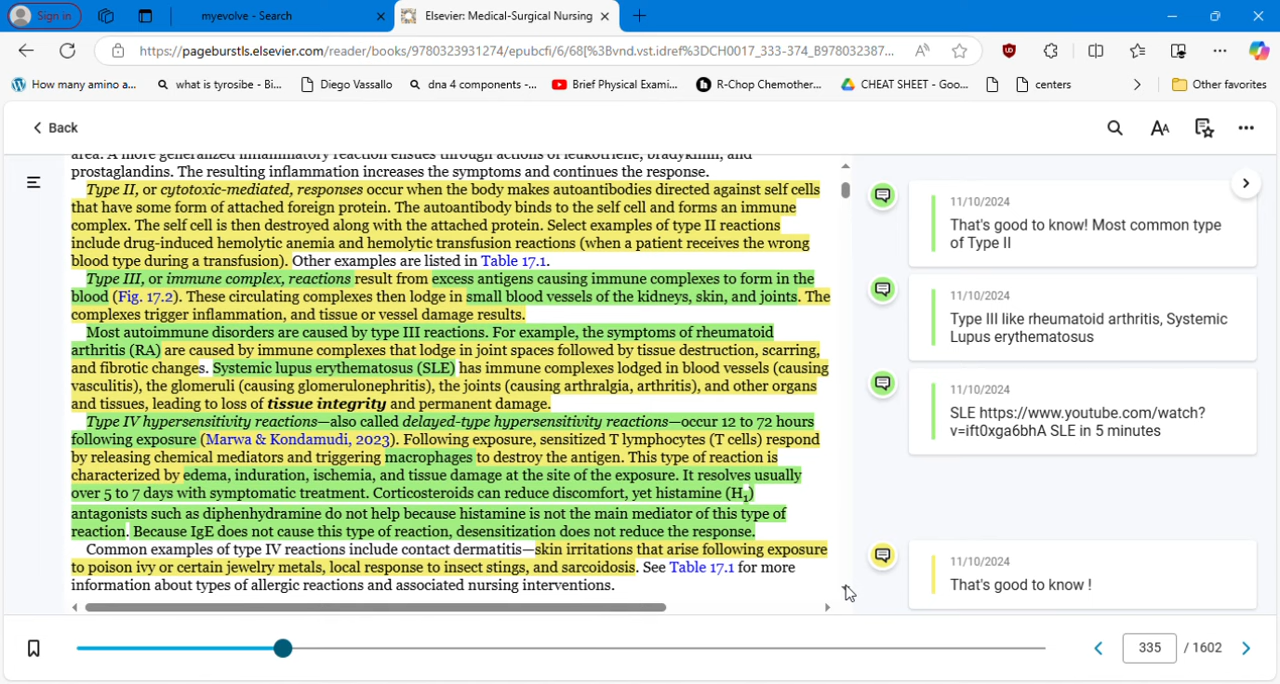 Sign in
myevolve - Search
Elsevier: Medical-Surgical Nursing
https://pageburstls.elsevier.com/reader/books/9780323931274/epubcfi/6/68[%3Bvnd.vst.idref%3DCH0017_333-374_B978032387...
How many amino a...
what is tyrosibe - Bi...
Diego Vassallo
dna 4 components -...
Brief Physical Exami...
R-Chop Chemother...
CHEAT SHEET - Goo...
centers
Other favorites
Back
area. A more generalized inflammatory reaction ensues through actions of leukotriene, bradykinin, and
prostaglandins. The resulting inflammation increases the symptoms and continues the response.
Type II, or cytotoxic-mediated, responses occur when the body makes autoantibodies directed against self cells
that have some form of attached foreign protein. The autoantibody binds to the self cell and forms an immune
complex. The self cell is then destroyed along with the attached protein. Select examples of type II reactions
include drug-induced hemolytic anemia and hemolytic transfusion reactions (when a patient receives the wrong
blood type during a transfusion). Other examples are listed in Table 17.1.
Type III, or immune complex, reactions result from excess antigens causing immune complexes to form in the
blood (Fig. 17.2). These circulating complexes then lodge in small blood vessels of the kidneys, skin, and joints. The
complexes trigger inflammation, and tissue or vessel damage results.
Most autoimmune disorders are caused by type III reactions. For example, the symptoms of rheumatoid
arthritis (RA) are caused by immune complexes that lodge in joint spaces followed by tissue destruction, scarring,
and fibrotic changes. Systemic lupus erythematosus (SLE) has immune complexes lodged in blood vessels (causing
vasculitis), the glomeruli (causing glomerulonephritis), the joints (causing arthralgia, arthritis), and other organs
and tissues, leading to loss of tissue integrity and permanent damage.
Type IV hypersensitivity reactions—also called delayed-type hypersensitivity reactions—occur 12 to 72 hours
following exposure (Marwa & Kondamudi, 2023). Following exposure, sensitized T lymphocytes (T cells) respond
by releasing chemical mediators and triggering macrophages to destroy the antigen. This type of reaction is
characterized by edema, induration, ischemia, and tissue damage at the site of the exposure. It resolves usually
over 5 to 7 days with symptomatic treatment. Corticosteroids can reduce discomfort, yet histamine (H1)
antagonists such as diphenhydramine do not help because histamine is not the main mediator of this type of
reaction. Because IgE does not cause this type of reaction, desensitization does not reduce the response.
Common examples of type IV reactions include contact dermatitis—skin irritations that arise following exposure
to poison ivy or certain jewelry metals, local response to insect stings, and sarcoidosis. See Table 17.1 for more
information about types of allergic reactions and associated nursing interventions.
11/10/2024
That's good to know! Most common type
of Type II
11/10/2024
Type III like rheumatoid arthritis, Systemic
Lupus erythematosus
11/10/2024
SLE https://www.youtube.com/watch?
v=ift0xga6bhA SLE in 5 minutes
11/10/2024
That's good to know !
335 / 1602